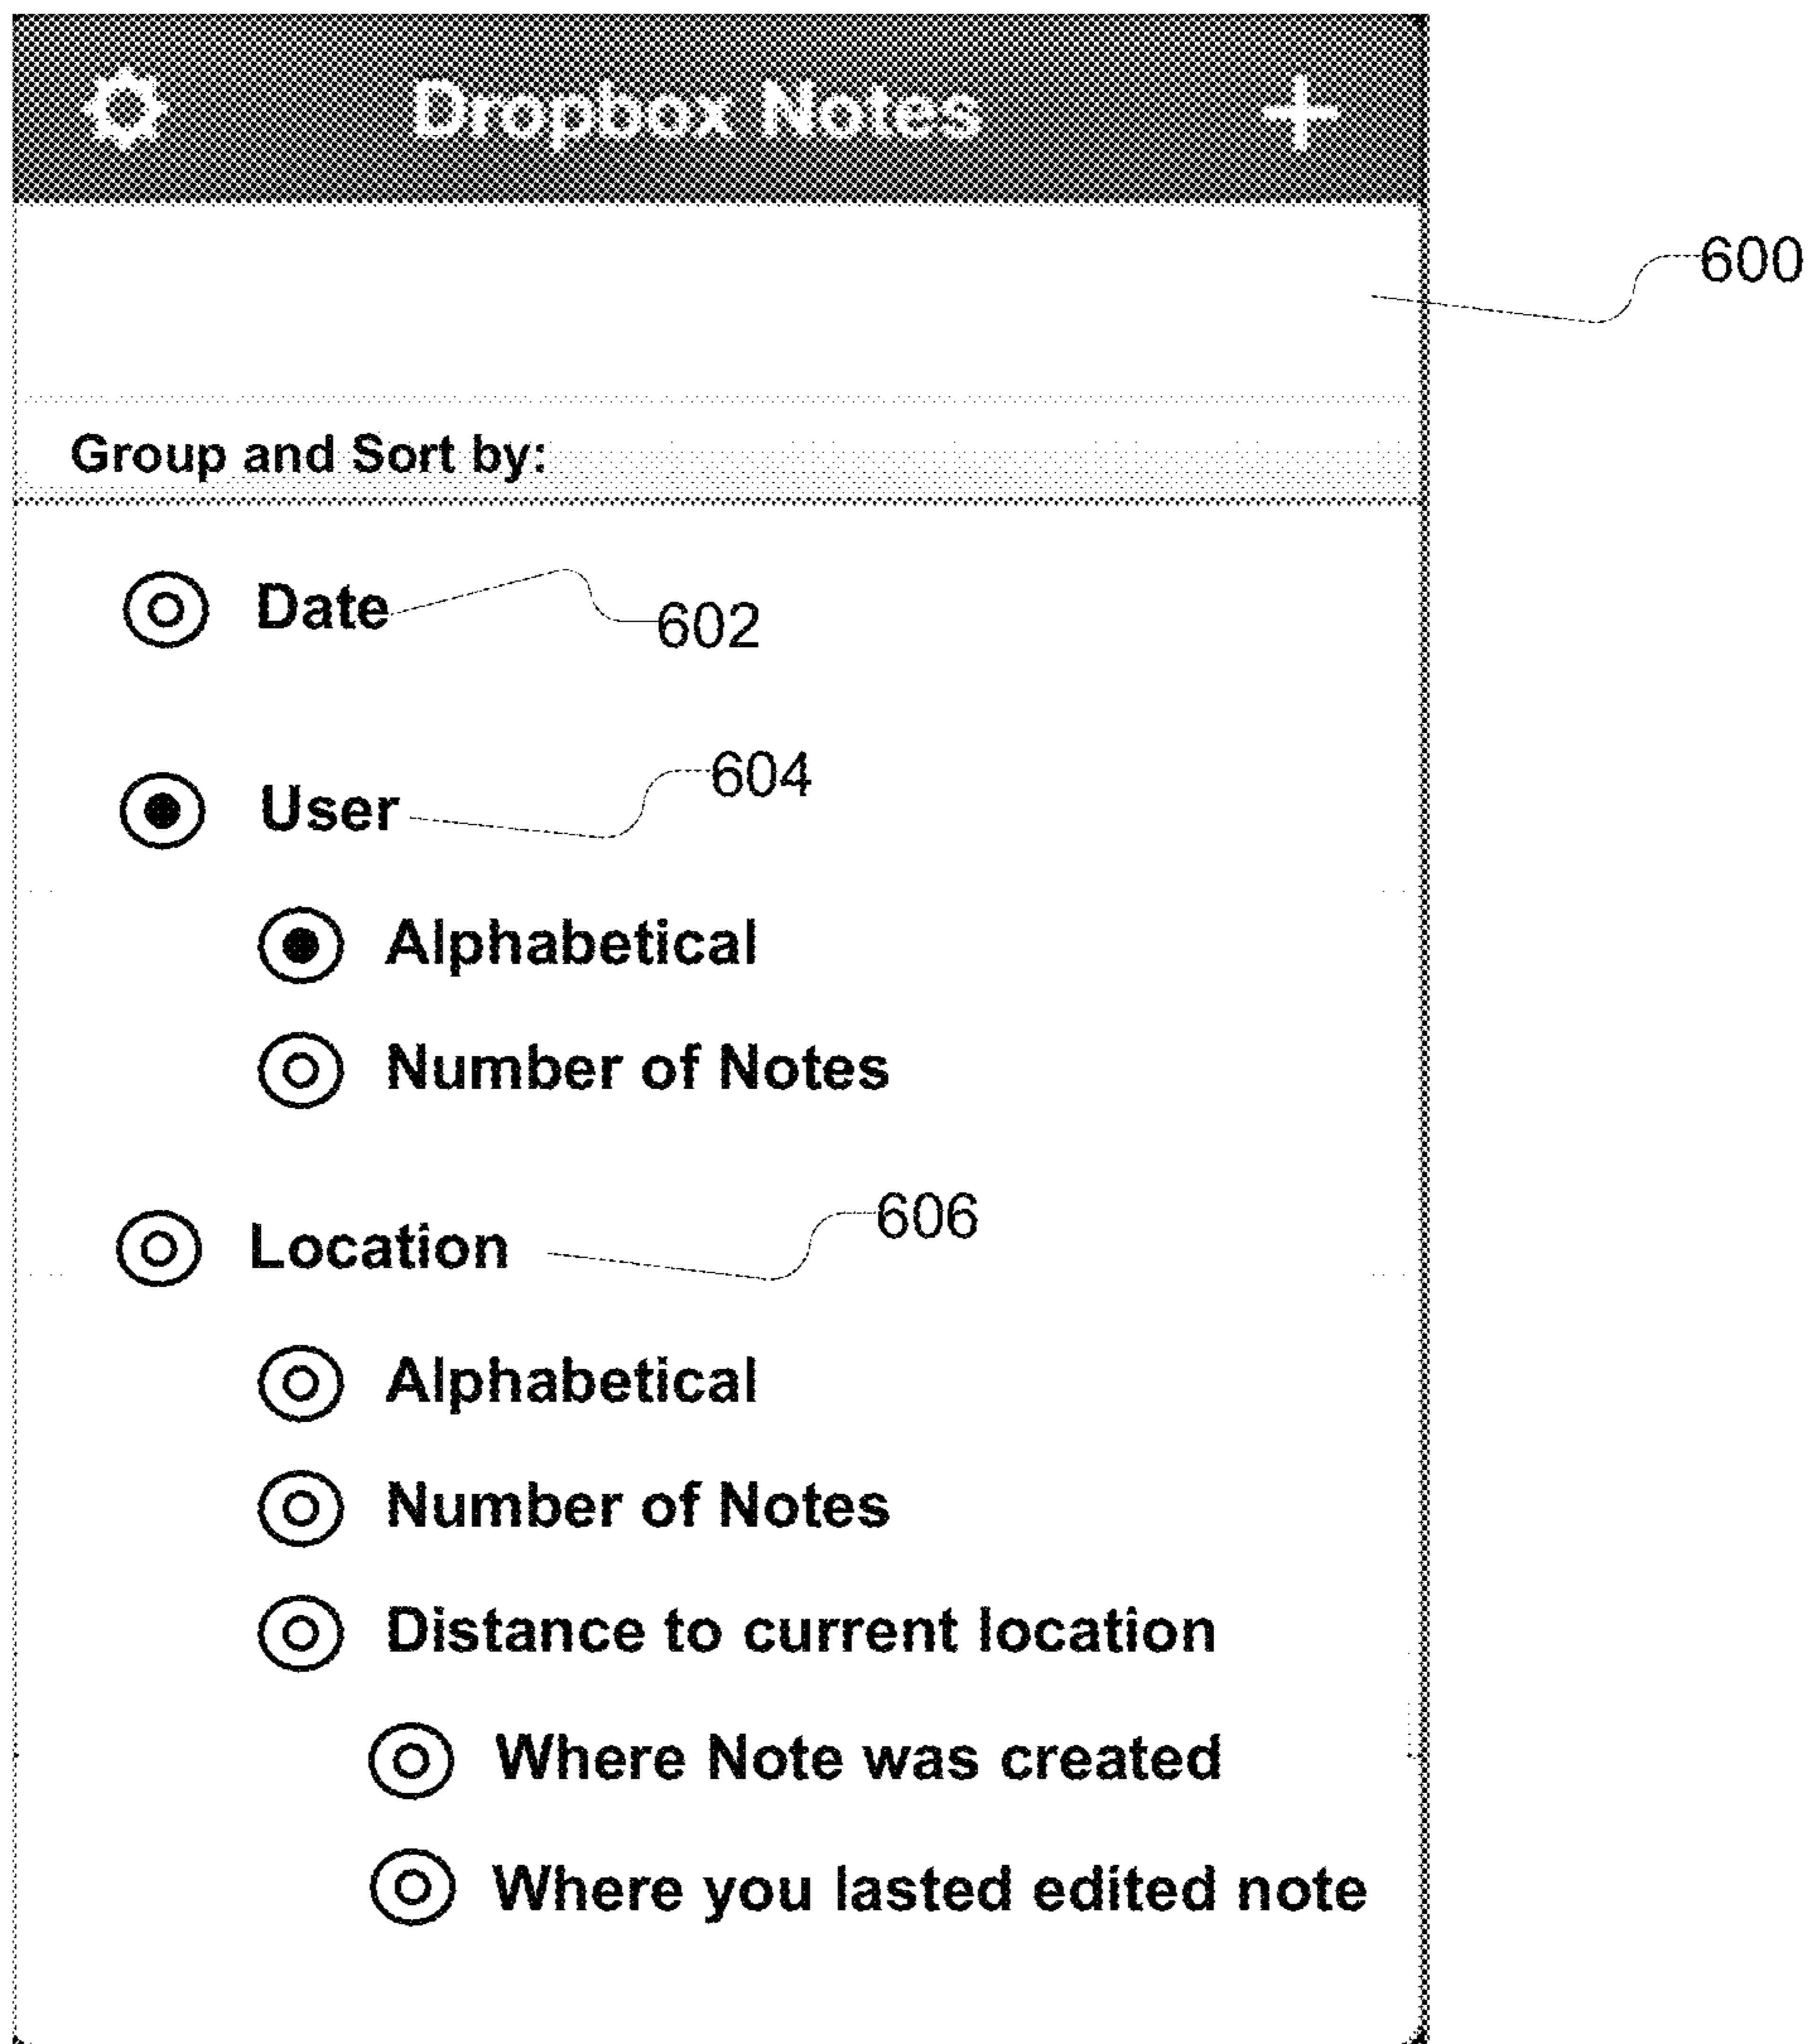 Dropbox Notes
600
Group and Sort by:
Date
602
User
604
Alphabetical
Number of Notes
Location
606
Alphabetical
Number of Notes
Distance to current location
Where Note was created
Where you lasted edited note